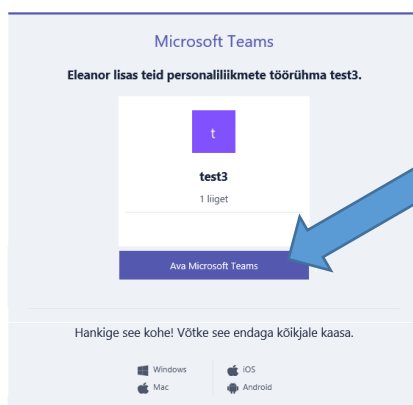 Microsoft Teams
Eleanor lisas teid personaliliikmete töörühma test3.
t
test3
1 liiget
Ava Microsoft Teams
Hankige see kohe! Võtke see endaga kõikjale kaasa.
Windows
iOS
Mac
Android